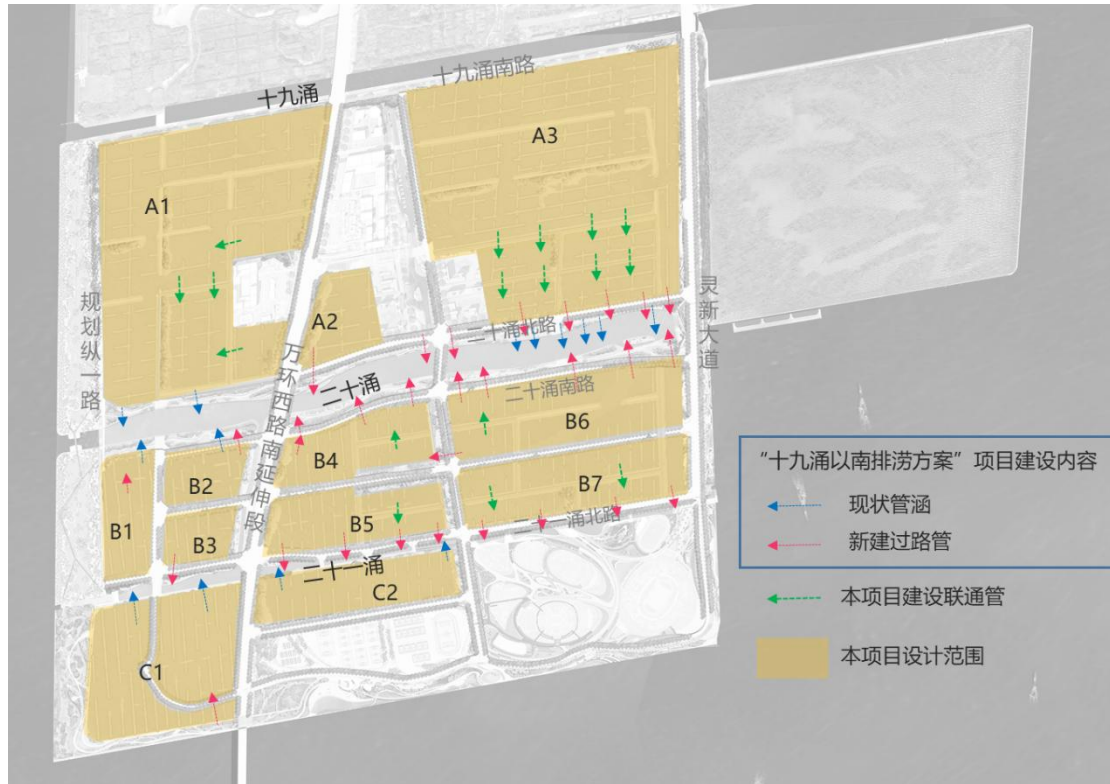 十九涌南路
十九涌
A3
A1
规划纵一路
灵新大道
A2
二十涌北路
万环西路南延伸段
二十涌
二十涌南路
B6
B4
B2
B1
B3
B5
B7
二十一涌北路
二十一涌
C2
C1
“十九涌以南排涝方案”项目建设内容
现状管涵
新建过路管
本项目建设联通管
本项目设计范围